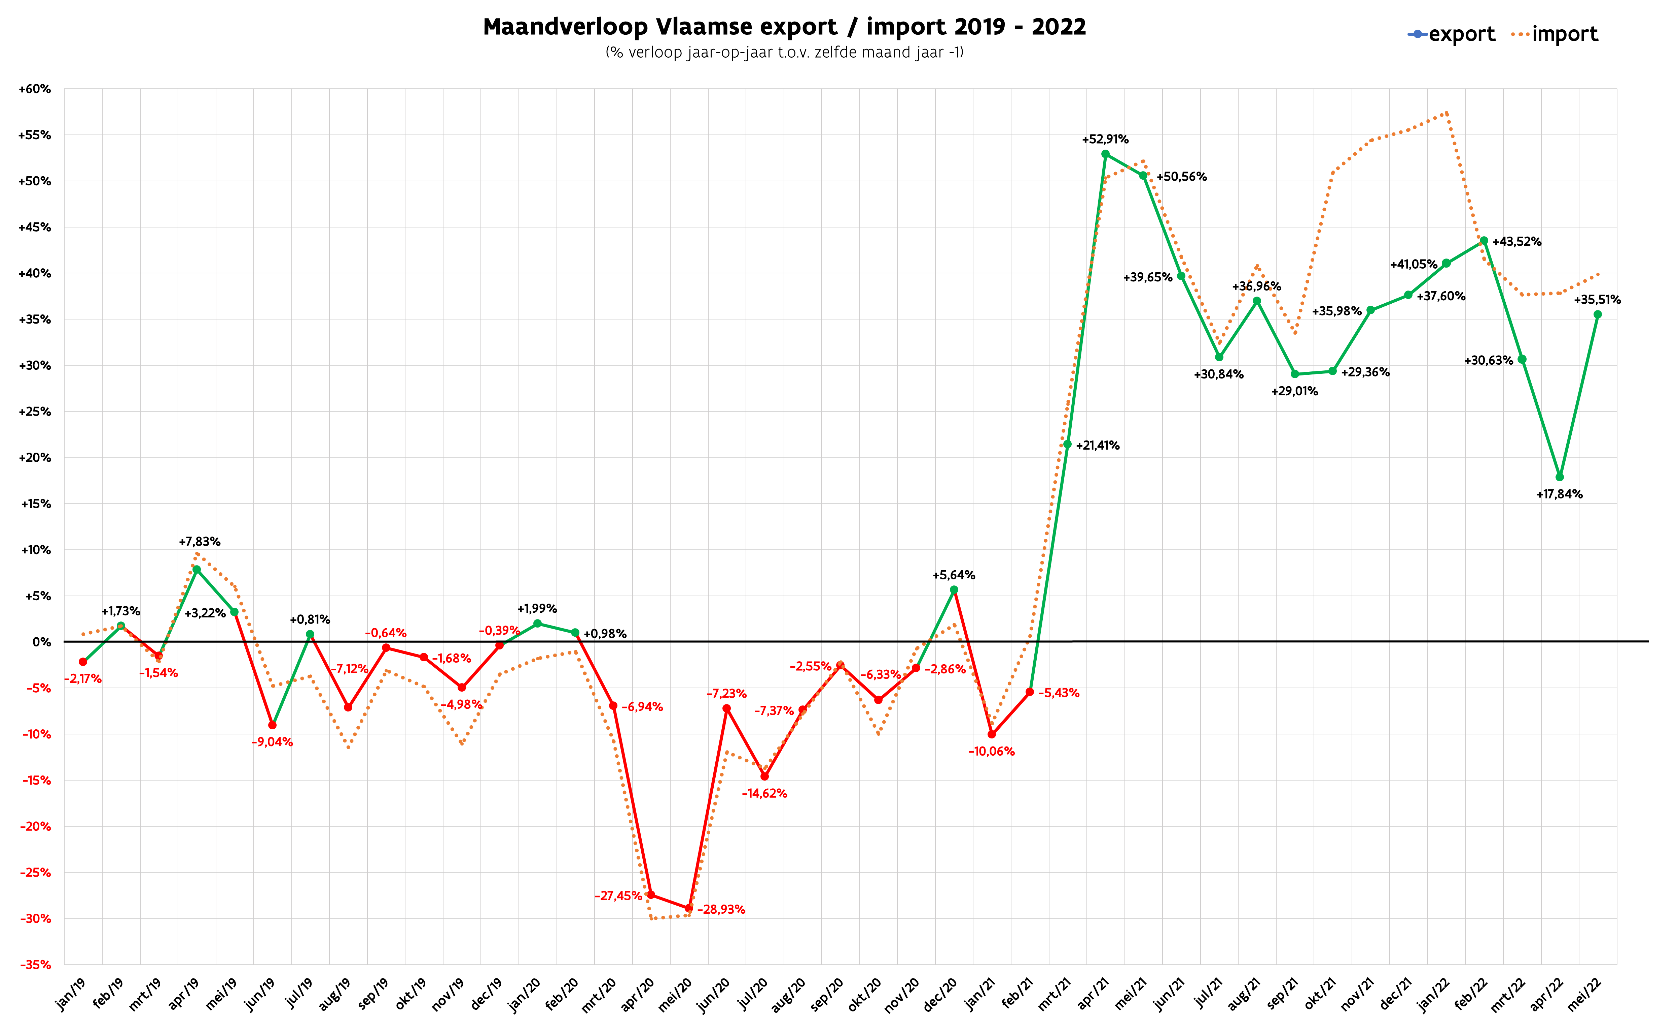 Maandverloop Vlaamse export / import 2019 - 2022
(% verloop jaar-op-jaar t.o.v. zelfde maand jaar -1)
export import
+60%
+55%
+50%
+45%
+40%
+35%
+30%
+25%
+20%
+15%
+10%
+5%
0%
-5%
-10%
-15%
-20%
-25%
-30%
-35%
-2,17%
+1,73%
-1,54%
+7,83%
+3,22%
-9,04%
+0,81%
-7,12%
-0,64%
-1,68%
-4,98%
-0,39%
+1,99%
+0,98%
-6,94%
-27,45%
-28,93%
-7,23%
-14,62%
-7,37%
-2,55%
-6,33%
-2,86%
+5,64%
-10,06%
-5,43%
+21,41%
+52,91%
+50,56%
+39,65%
+30,84%
+36,96%
+29,01%
+29,36%
+35,98%
+37,60%
+41,05%
+43,52%
+30,63%
+17,84%
+35,51%
jan/19
feb/19
mrt/19
apr/19
mei/19
jun/19
jul/19
aug/19
sep/19
okt/19
nov/19
dec/19
jan/20
feb/20
mrt/20
apr/20
mei/20
jun/20
jul/20
aug/20
sep/20
okt/20
nov/20
dec/20
jan/21
feb/21
mrt/21
apr/21
mei/21
jun/21
jul/21
aug/21
sep/21
okt/21
nov/21
dec/21
jan/22
feb/22
mrt/22
apr/22
mei/22